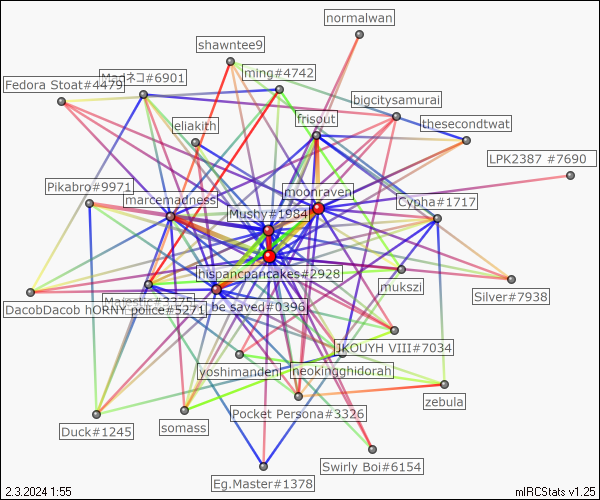 normalwan
shawntee9
Madネコ#6901
ming#4742
Fedora Stoat#4479
bigcitysamurai
eliakith
frisout
thesecondtwat
LPK2387 #7690
Pikabro#9971
marcemadness
moonraven
Cypha#1717
Mushy#1984
hispancpancakes#2928
mukszi
DacobDacob hORNY police#5271
be saved#0396
Silver#7938
JKOUYH VIII#7034
yoshimanden
neokingghidorah
zebula
Pocket Persona#3326
Duck#1245
somass
Swirly Boi#6154
Eg.Master#1378
2.3.2024 1:55
mIRCStats v1.25